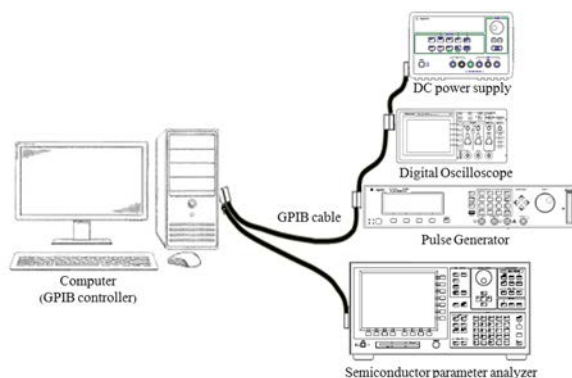 DC power supply
Digital Oscilloscope
GPIB cable
Pulse Generator
Computer
(GPIB controller)
Semiconductor parameter analyzer